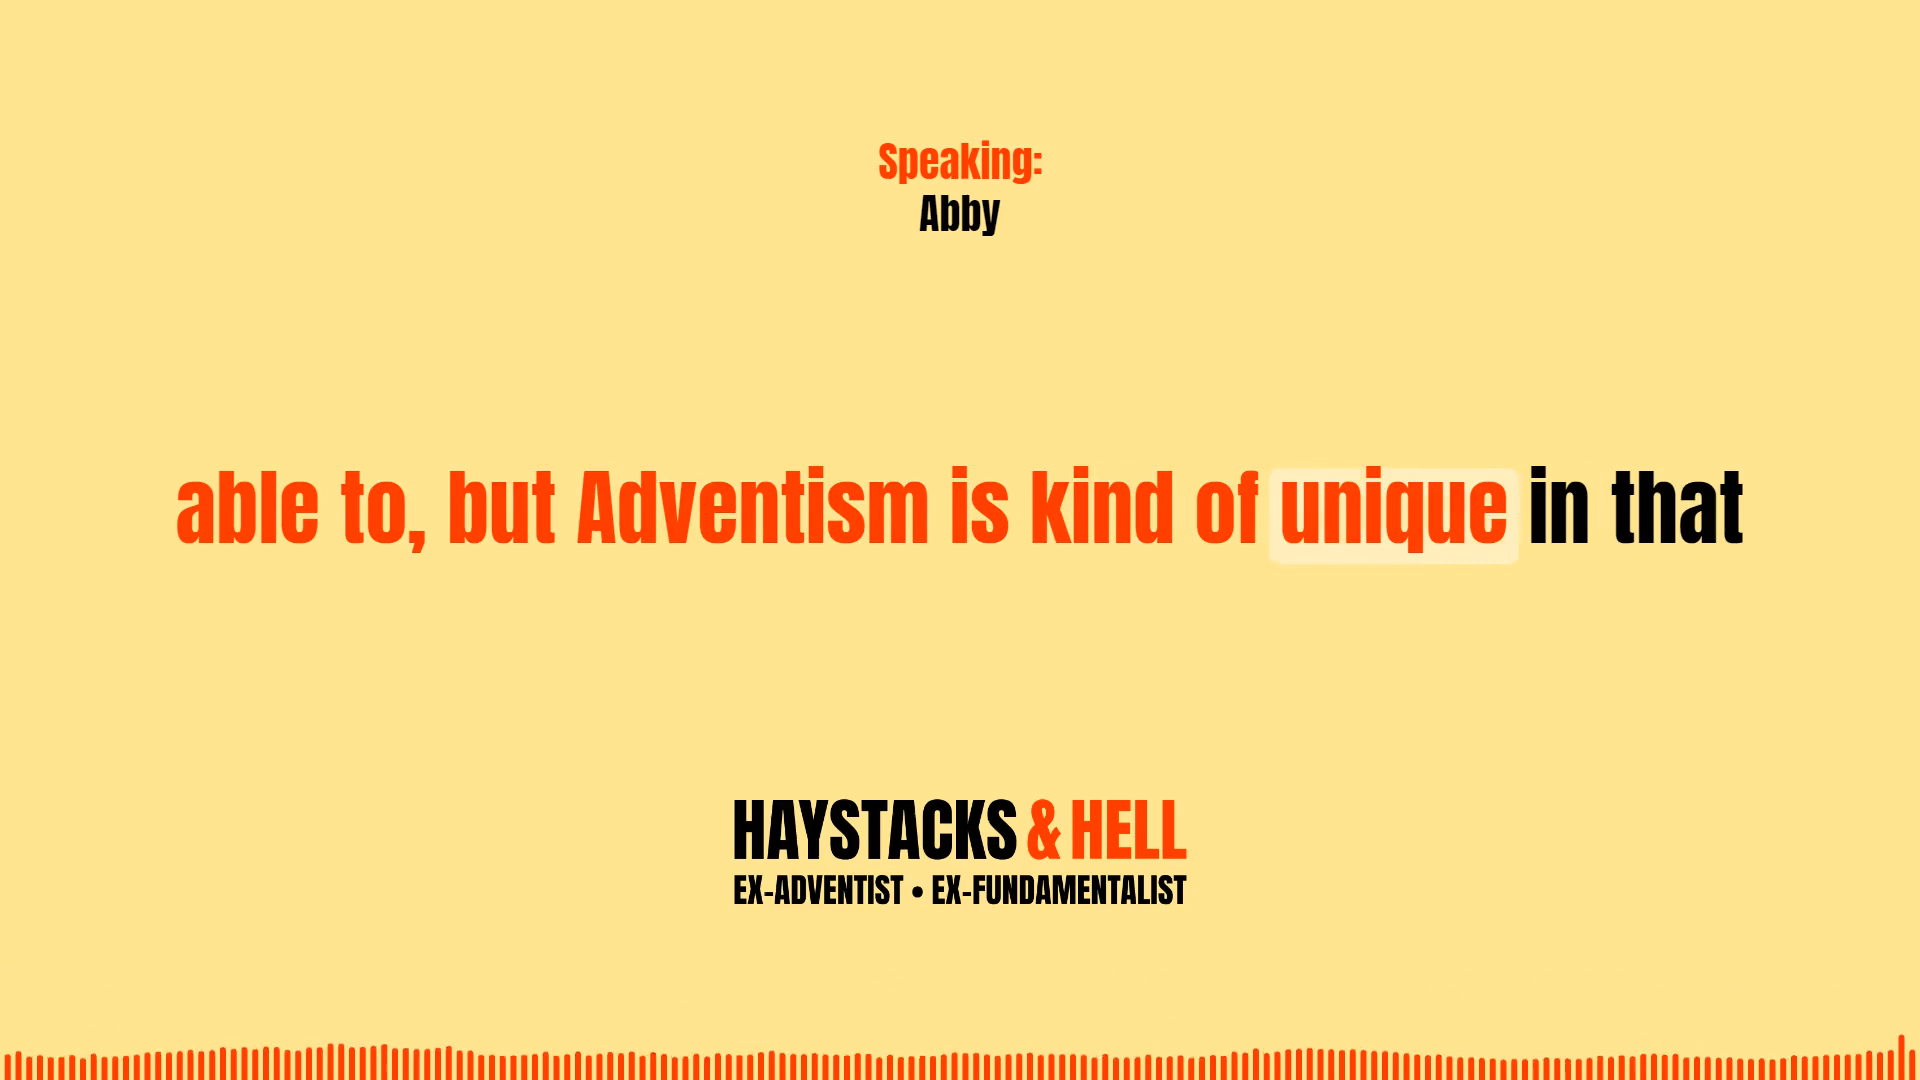 Speaking:
Abby
able to, but Adventism is kind of unique in that
HAYSTACKS & HELL
EX-ADVENTIST • EX-FUNDAMENTALIST